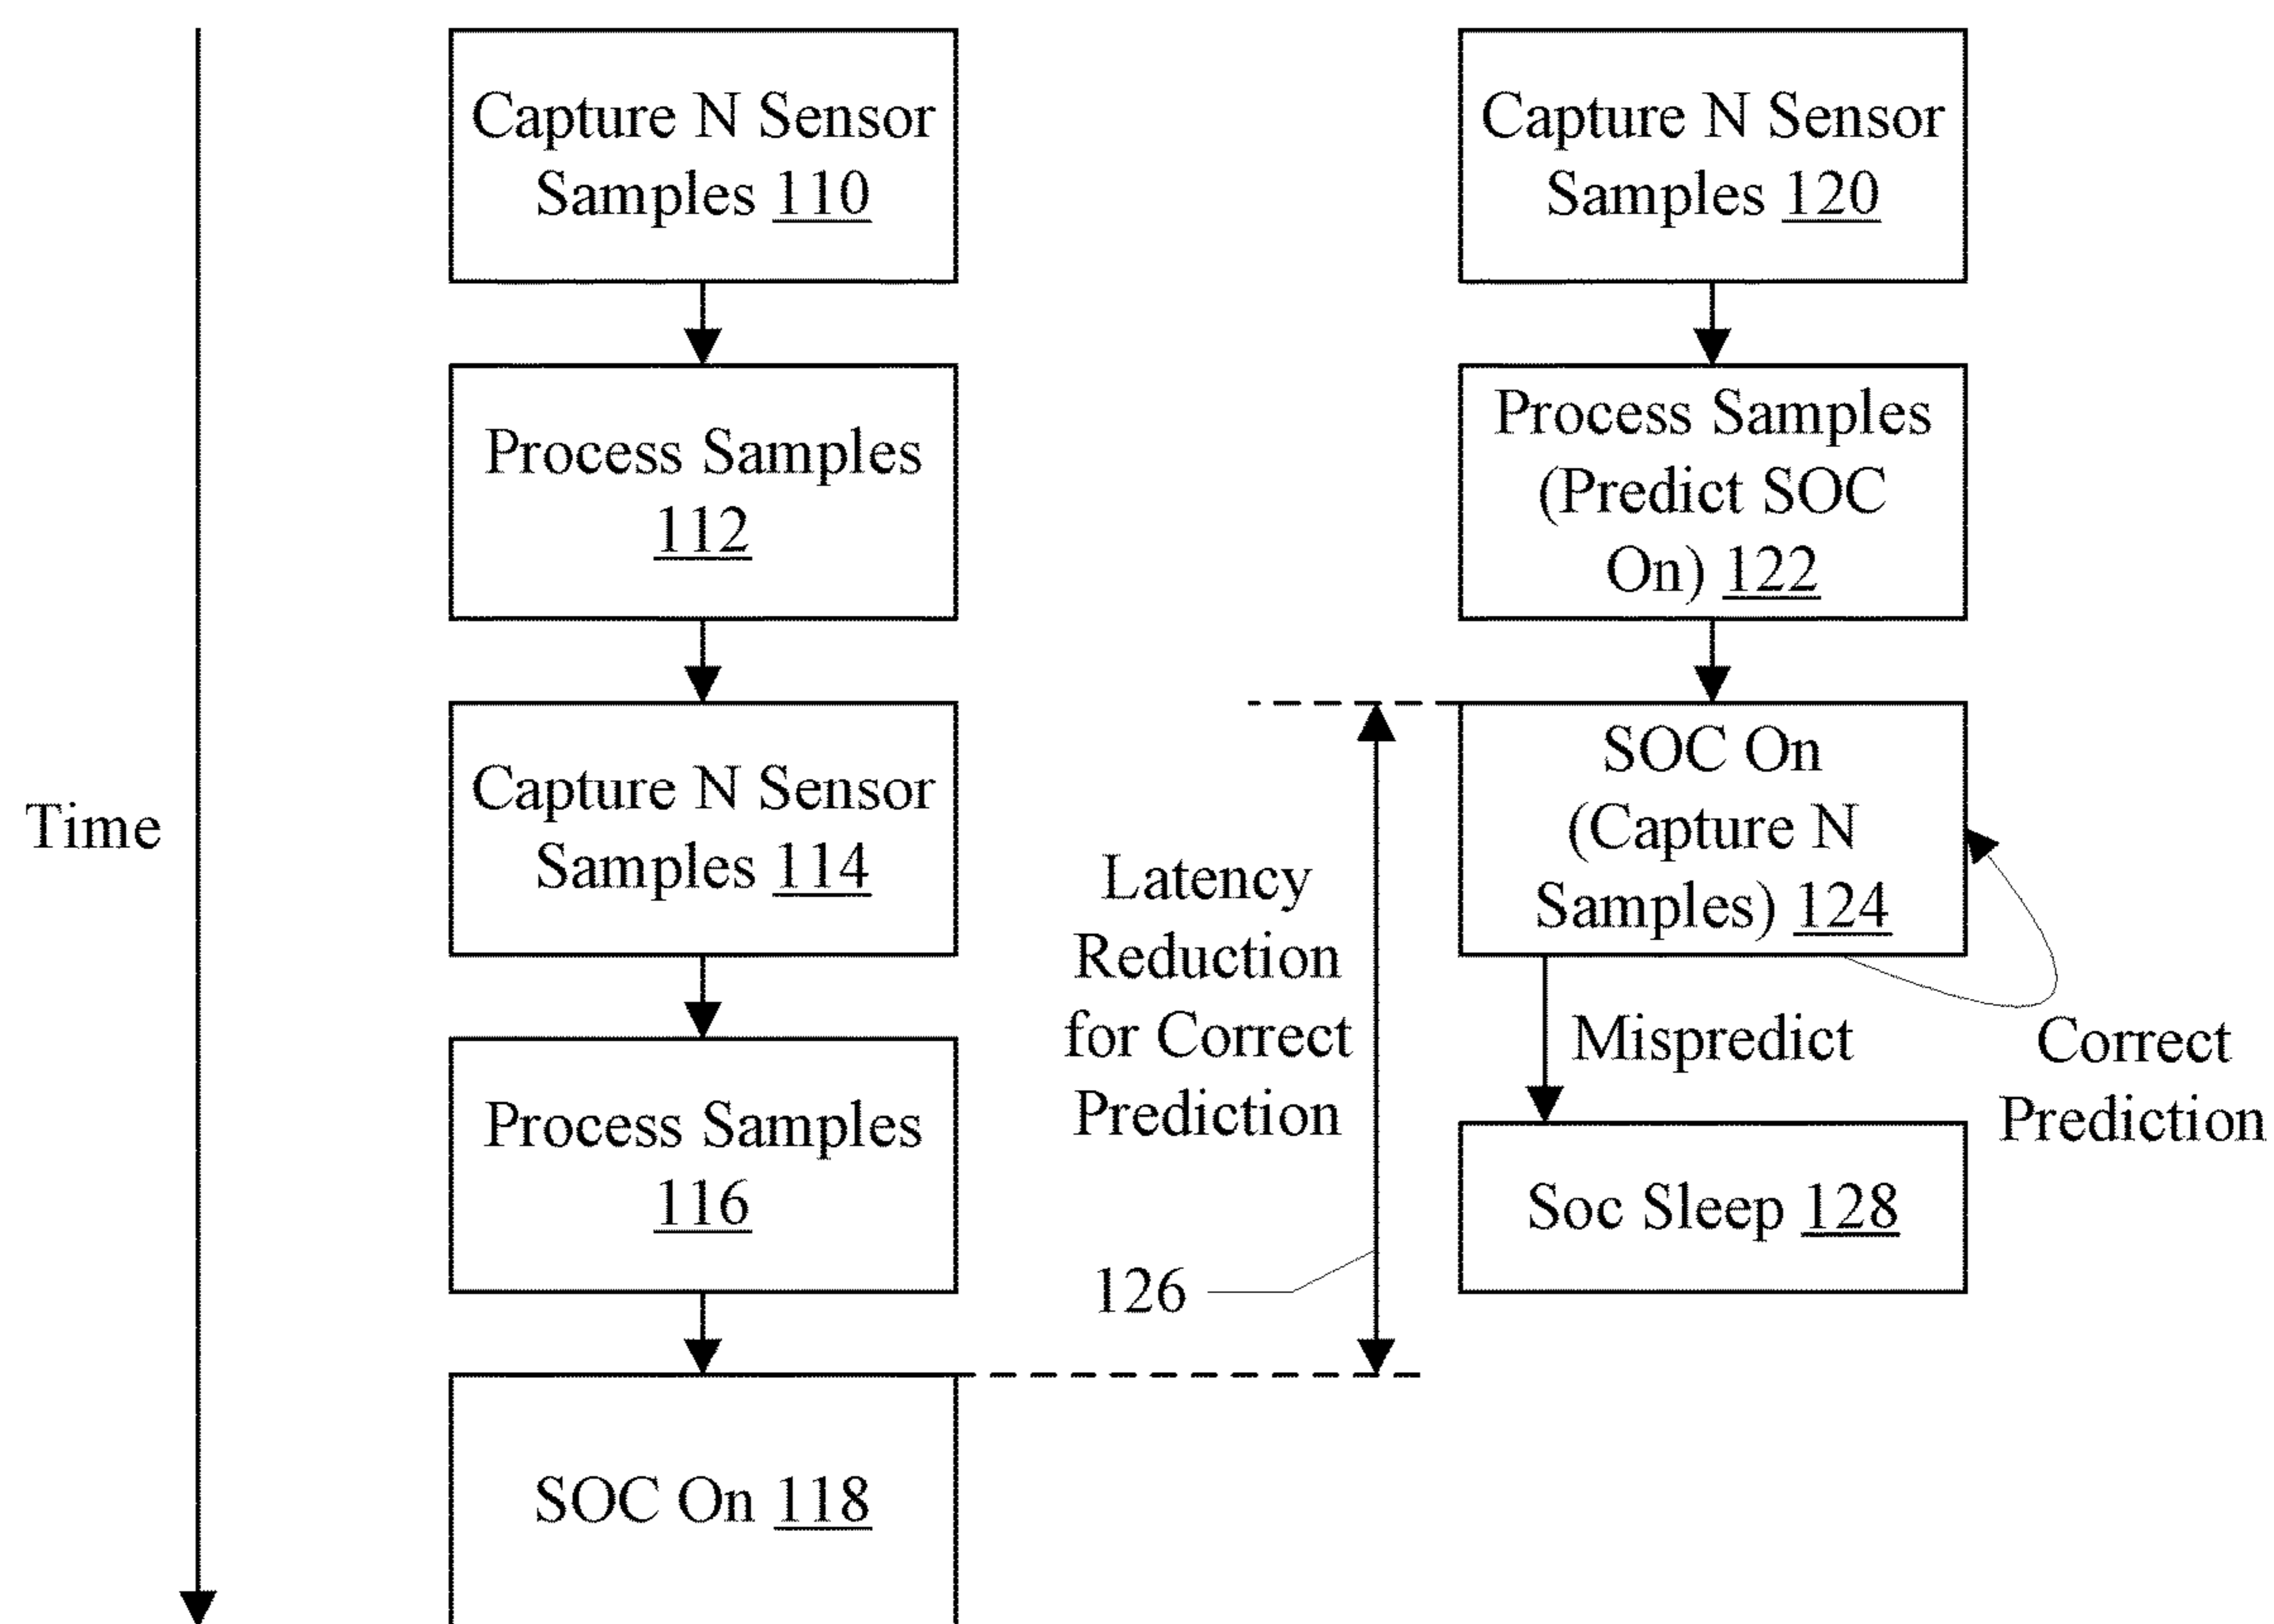 Time
Capture N Sensor
Samples 110
Process Samples
112
Capture N Sensor
Samples 114
Process Samples
116
SOC On 118
Latency
Reduction
for Correct
Prediction
126
Capture N Sensor
Samples 120
Process Samples
(Predict SOC
On) 122
SOC On
(Capture N
Samples) 124
Mispredict
Correct
Prediction
Soc Sleep 128